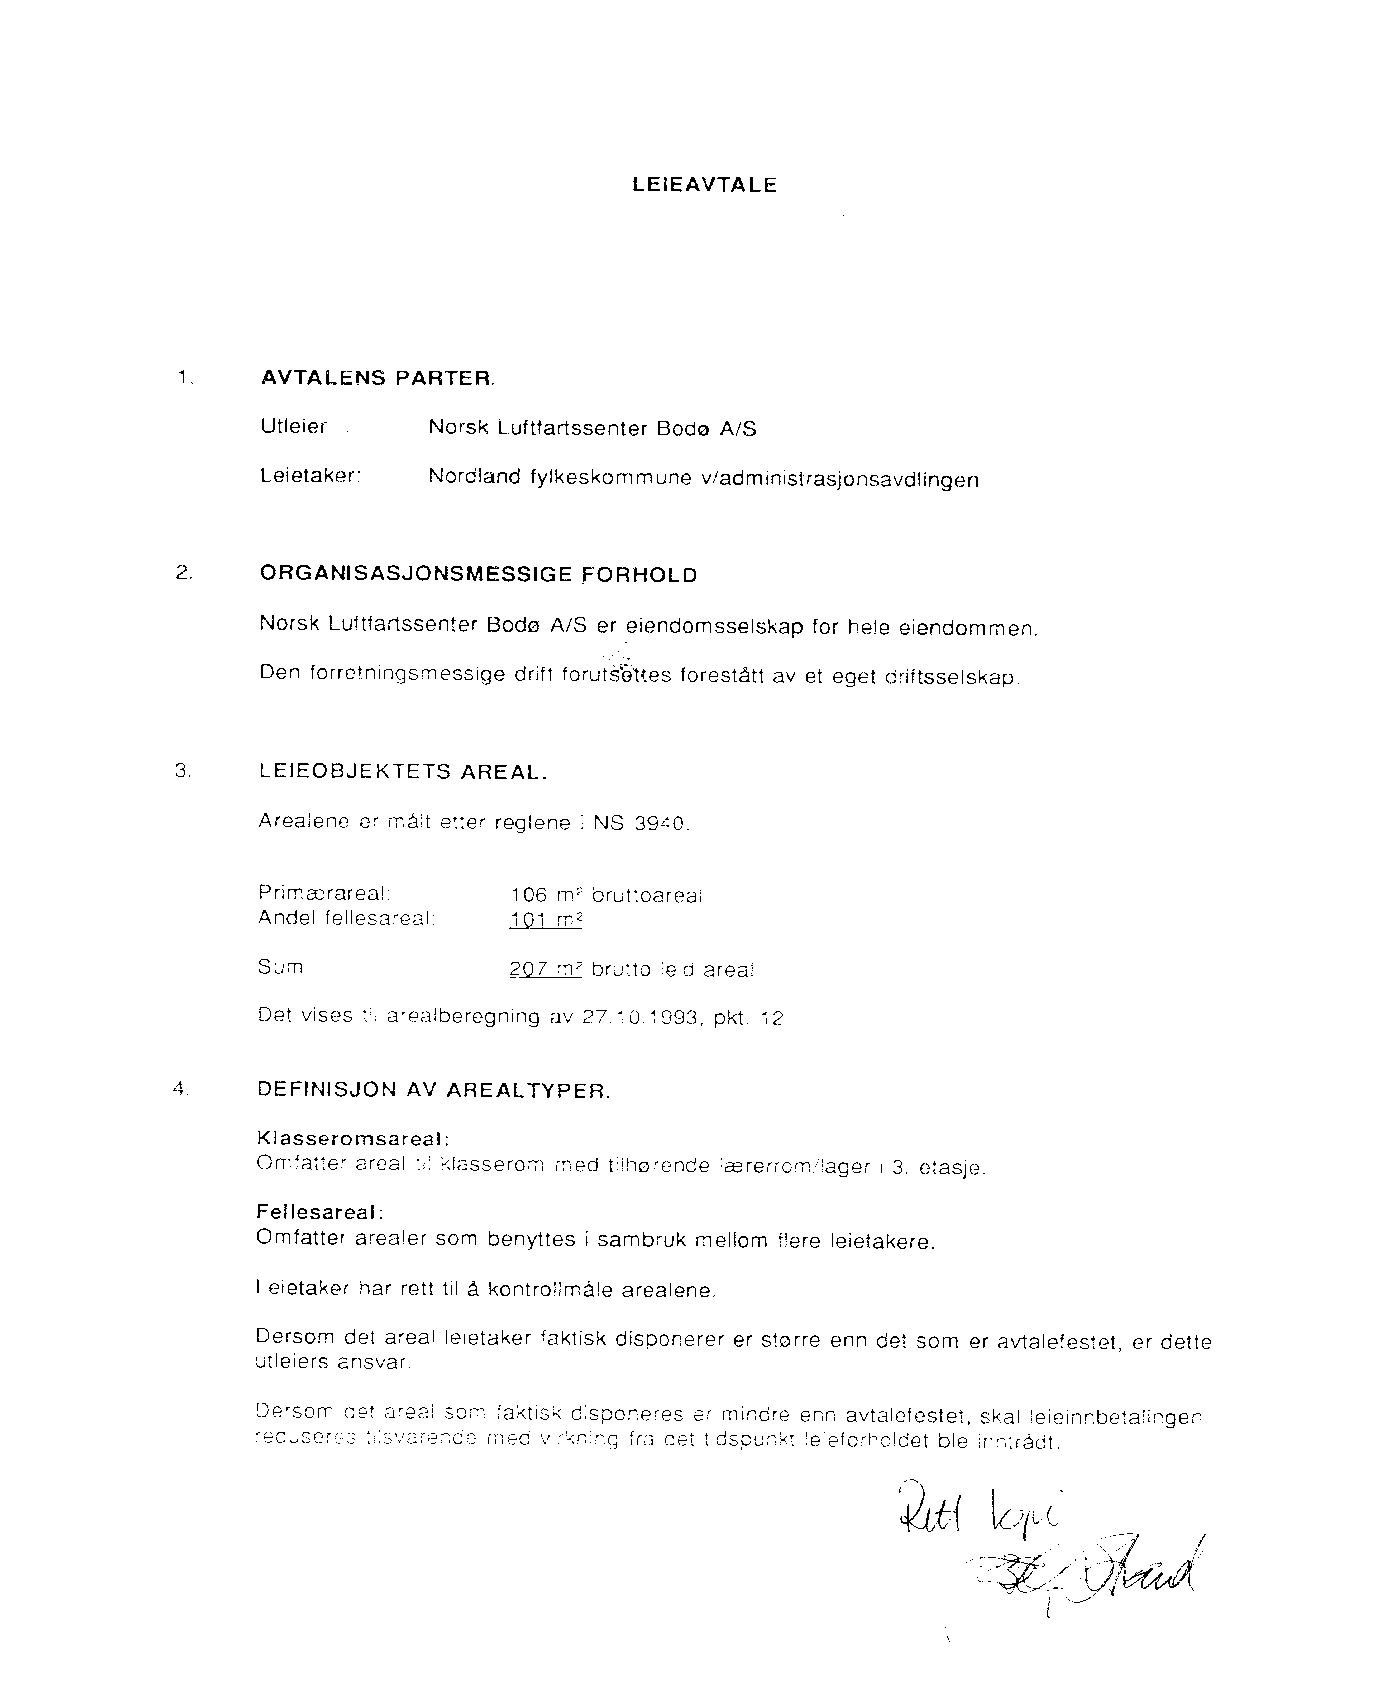 LEIEAVTALE
1. AVTALENS PARTER.
Utleier : Norsk Luftfartssenter Bodø A/S
Leietaker: Nordland fylkeskommune v/administrasjonsavdlingen
2. ORGANISASJONSMESSIGE FORHOLD
Norsk Luftfartssenter Bodø A/S er eiendomsselskap for hele eiendommen.
Den forretningsmessige drift forutsettes forestått av et eget driftsselskap.
3. LEIEOBJEKTETS AREAL.
Arealene er målt etter reglene i NS 3940.
Primærareal: 106 m² bruttoareal
Andel fellesareal: 101 m²
Sum 207 m² brutto leid areal
Det vises til arealberegning av 27.10.1993, pkt. 12
4. DEFINISJON AV AREALTYPER.
Klasseromsareal:
Omfatter areal til klasserom med tilhørende lærerrom/lager i 3. etasje.
Fellesareal:
Omfatter arealer som benyttes i sambruk mellom flere leietakere.
Leietaker har rett til å kontrollmåle arealene.
Dersom det areal leietaker faktisk disponerer er større enn det som er avtalefestet, er dette
utleiers ansvar.
Dersom det areal som faktisk disponeres er mindre enn avtalefestet, skal leieinnbetalingen
reduseres tilsvarende med virkning fra det tidspunkt leieforholdet ble inntrådt.
Rett kopi